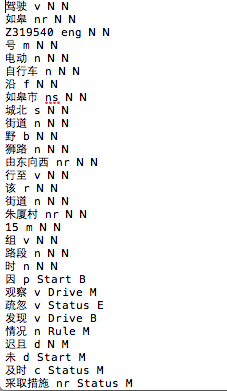 驾驶 v N N
如皋 nr N N
Z319540 eng N N
号 m N N
电动 n N N
自行车 n N N
沿 f N N
如皋市 ns N N
城北 s N N
街道 n N N
野 b N N
狮路 n N N
由东向西 nr N N
行至 v N N
该 r N N
街道 n N N
朱厦村 nr N N
15 m N N
组 v N N
路段 n N N
时 n N N
因 p Start B
观察 v Drive M
疏忽 v Status E
发现 v Drive B
情况 n Rule M
迟且 d N M
未 d Start M
及时 c Status M
采取措施 nr Status M